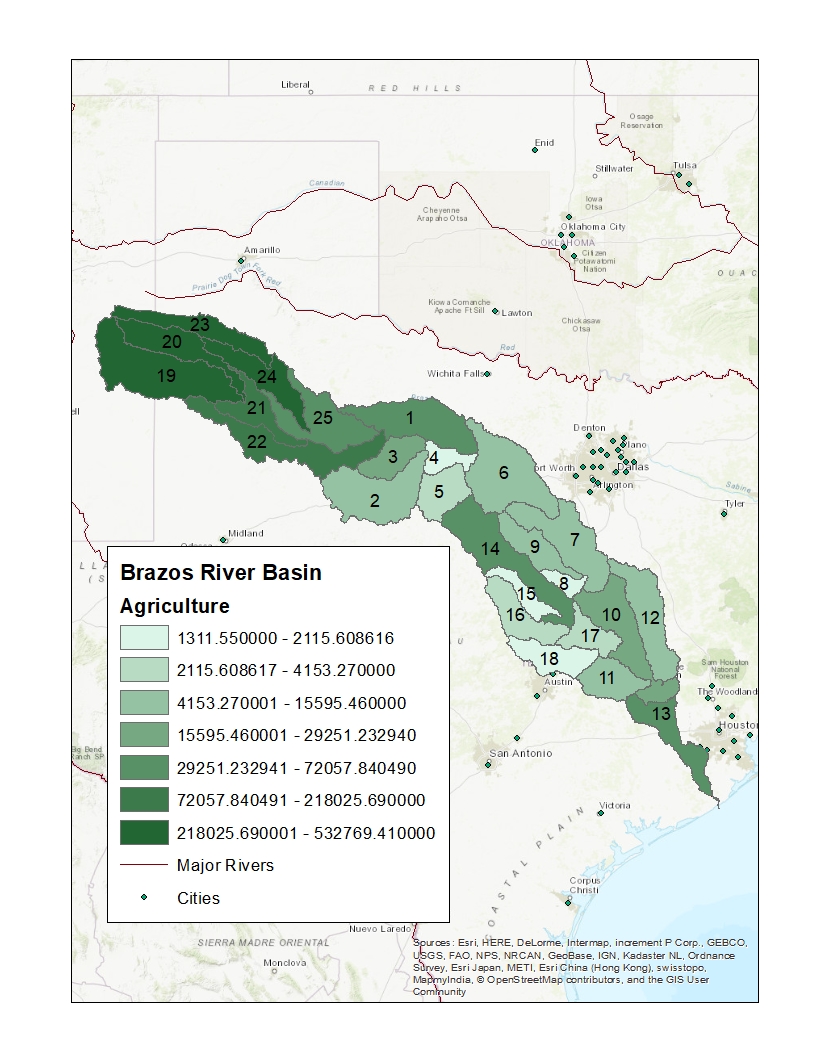 Liberal
RED HILLS
Osage
Reservation
Enid
Stillwater
Tulsa
Canadian
Cheyenne
Arapaho Otsa
Iowa
Otsa
Oklahoma City
OKLAHOMA
Citizen
Potawatomi
Nation
Amarillo
Prairie Dog Town Fork Red
OUAC
Kiowa Comanche
Apache Ft Sill
Lawton
Chickasaw
Otsa
Red
Wichita Falls
23
20
19
24
21
25
22
1
3
4
2
5
6
Denton
Plano
ort Worth
Dallas
Arlington
Sabine
Tyler
ell
Midland
14
9
7
8
15
16
10
12
17
18
11
13
Austin
Sam Houston
National
Forest
The Woodland
Houston
San Antonio
Big Bend
Ranch SP
Victoria
COASTAL PLAIN
Corpus
Christi
Brazos River Basin
Agriculture
1311.550000 - 2115.608616
2115.608617 - 4153.270000
4153.270001 - 15595.460000
15595.460001 - 29251.232940
29251.232941 - 72057.840490
72057.840491 - 218025.690000
218025.690001 - 532769.410000
Major Rivers
Cities
Nuevo Laredo
SIERRA MADRE ORIENTAL
Monclova
Sources: Esri, HERE, DeLorme, Intermap, increment P Corp., GEBCO,
USGS, FAO, NPS, NRCAN, GeoBase, IGN, Kadaster NL, Ordnance
Survey, Esri Japan, METI, Esri China (Hong Kong), swisstopo,
MapmyIndia, © OpenStreetMap contributors, and the GIS User
Community